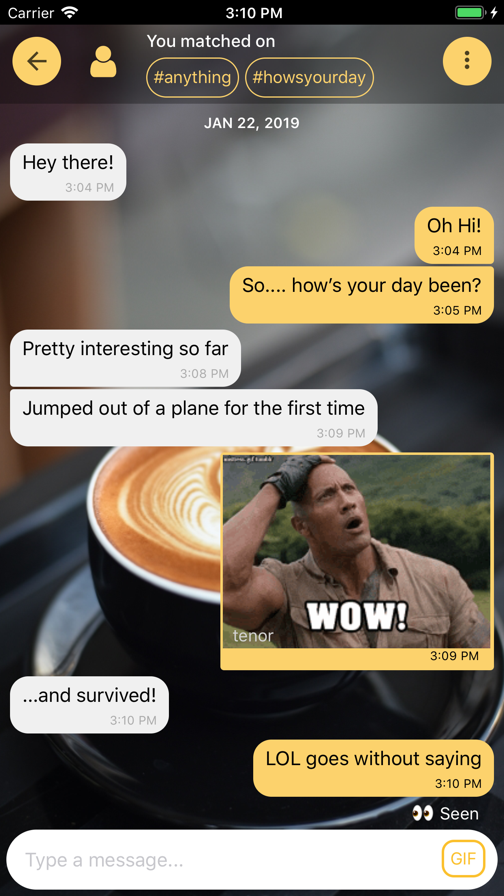 Carrier
3:10 PM
You matched on
#anything #howsyourday
JAN 22, 2019
Hey there!
3:04 PM
Oh Hi!
3:04 PM
So.... how's your day been?
3:05 PM
Pretty interesting so far
3:08 PM
Jumped out of a plane for the first time
3:09 PM
WOW!
tenor
3:09 PM
...and survived!
3:10 PM
LOL goes without saying
3:10 PM
👀 Seen
Type a message...
GIF